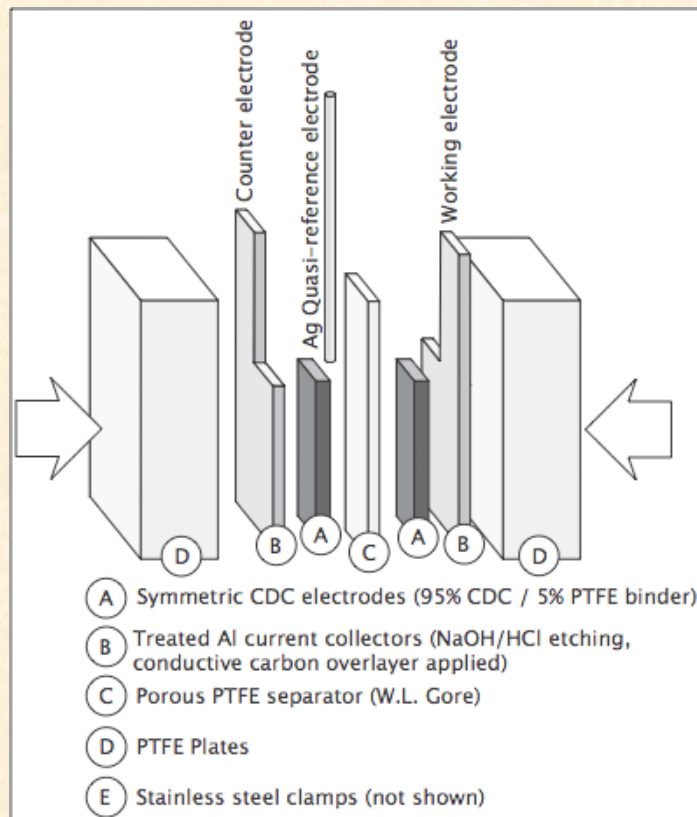 Counter electrode
Ag Quasi-reference electrode
Working electrode
D
B
A
C
A
B
D
A Symmetric CDC electrodes (95% CDC / 5% PTFE binder)
B Treated Al current collectors (NaOH/HCl etching,
conductive carbon overlayer applied)
C Porous PTFE separator (W.L. Gore)
D PTFE Plates
E Stainless steel clamps (not shown)